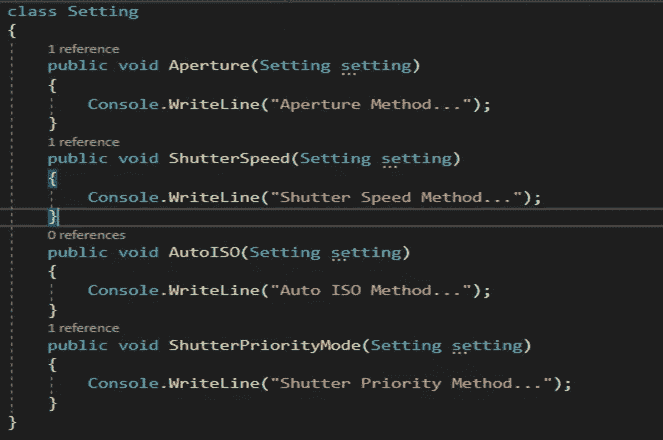 class Setting
{
1 reference
public void Aperture(Setting setting)
{
Console.WriteLine("Aperture Method...");
}
1 reference
public void ShutterSpeed(Setting setting)
{
Console.WriteLine("Shutter Speed Method...");
}
0 references
public void AutoISO(Setting setting)
{
Console.WriteLine("Auto ISO Method...");
}
1 reference
public void ShutterPriorityMode(Setting setting)
{
Console.WriteLine("Shutter Priority Method...");
}
}